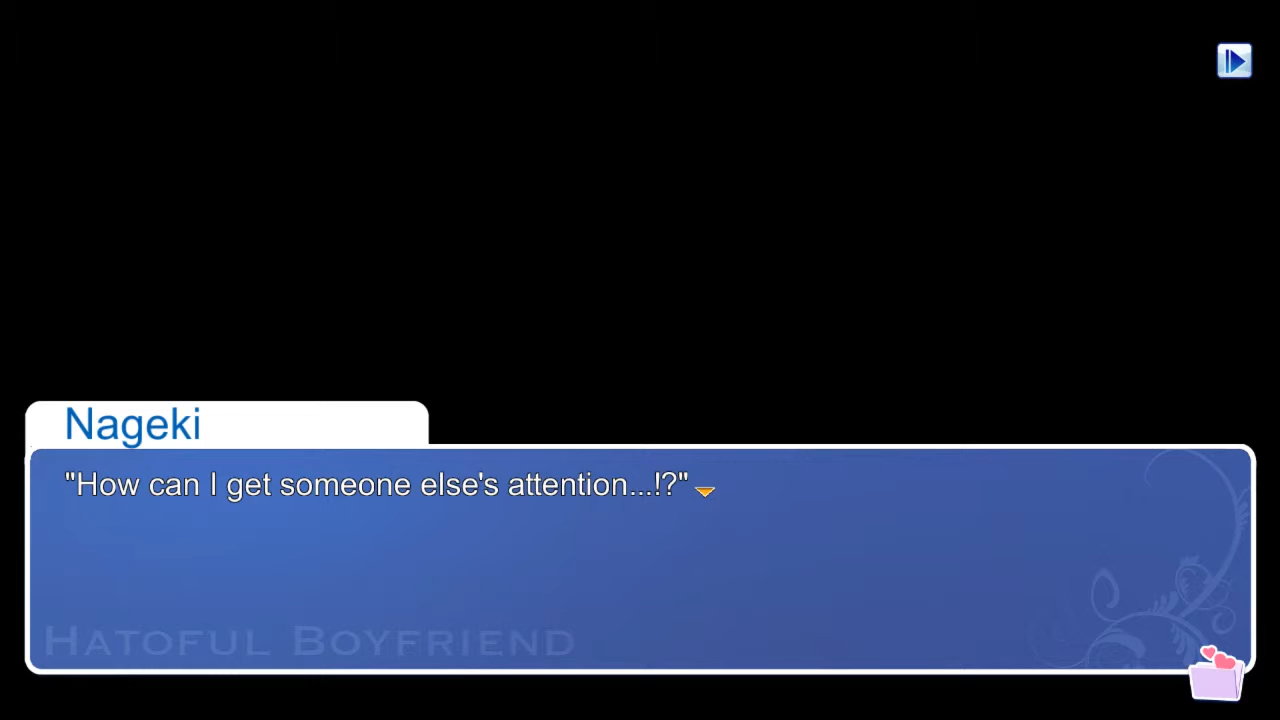 Nageki
"How can I get someone else's attention...!?"
HATOFUL BOYFRIEND